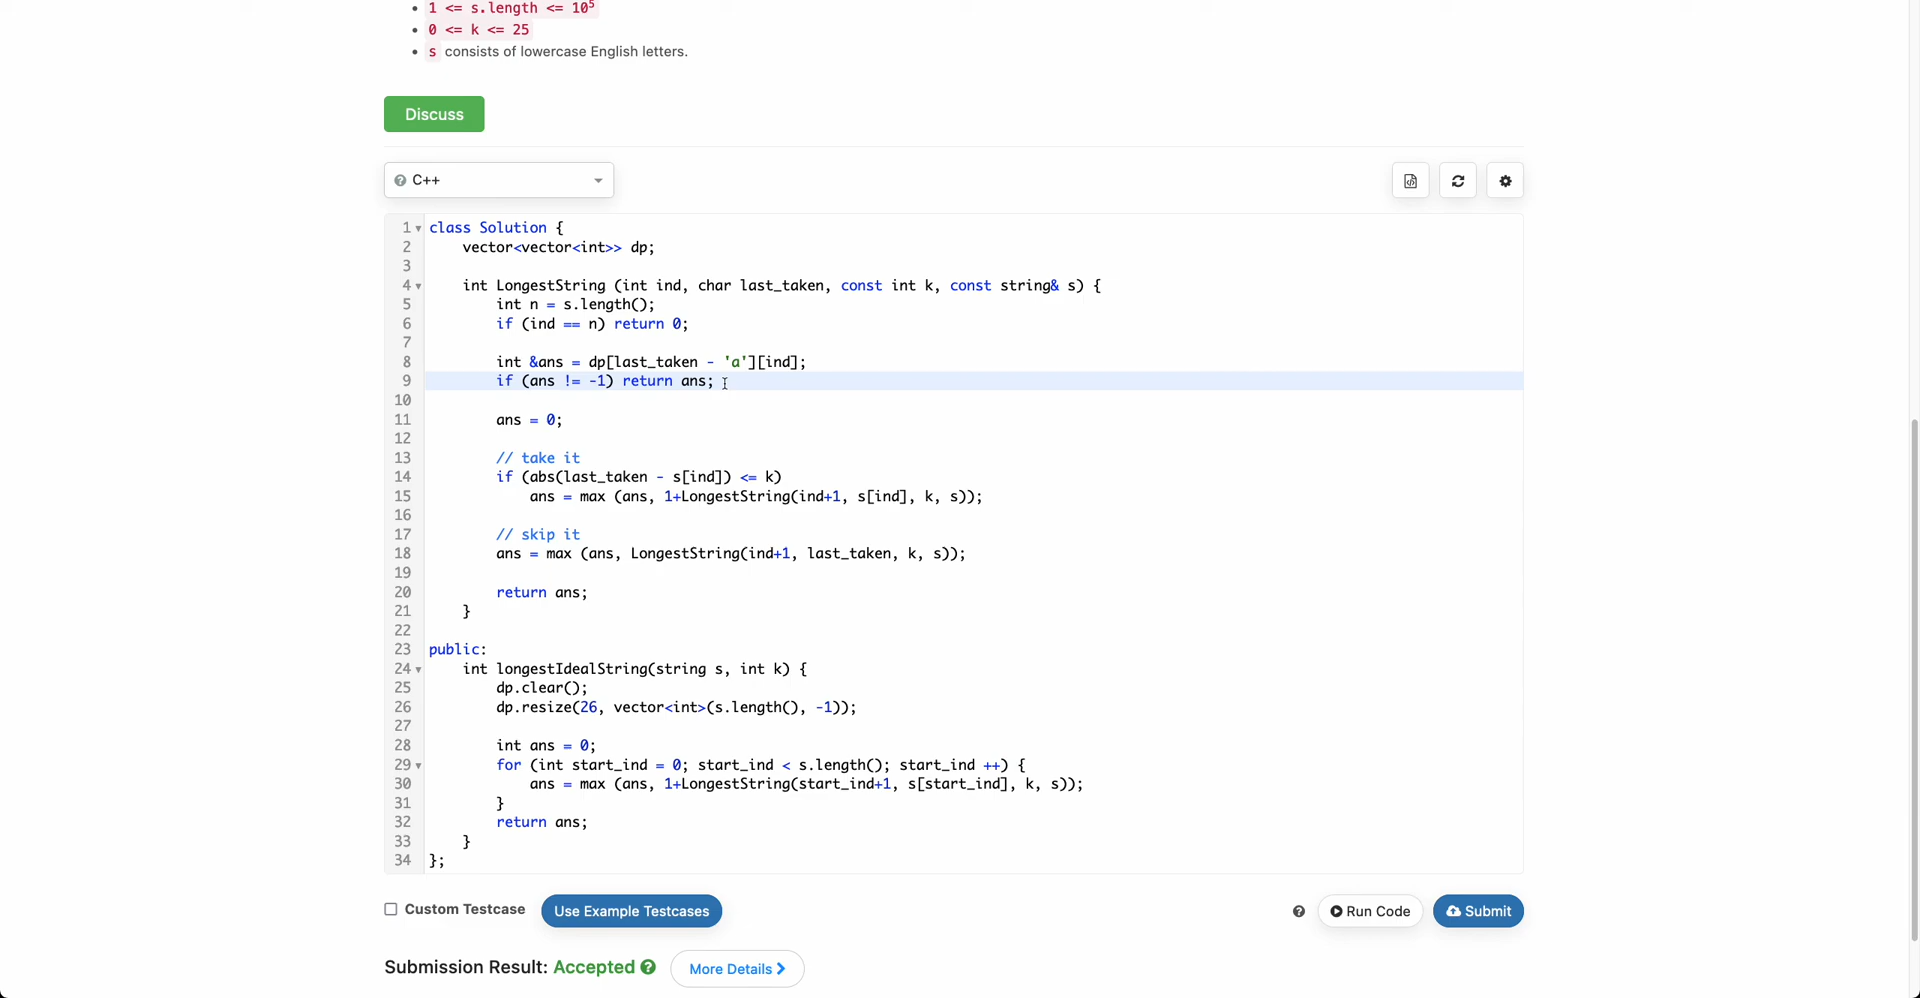 • 1 <= s.length <= 10⁵
• 0 <= k <= 25
• s consists of lowercase English letters.
Discuss
C++
1 class Solution {
2     vector<vector<int>> dp;
3
4     int LongestString (int ind, char last_taken, const int k, const string& s) {
5         int n = s.length();
6         if (ind == n) return 0;
7
8         int &ans = dp[last_taken - 'a'][ind];
9         if (ans != -1) return ans;
10
11         ans = 0;
12
13         // take it
14         if (abs(last_taken - s[ind]) <= k)
15             ans = max (ans, 1+LongestString(ind+1, s[ind], k, s));
16
17         // skip it
18         ans = max (ans, LongestString(ind+1, last_taken, k, s));
19
20         return ans;
21     }
22
23 public:
24     int longestIdealString(string s, int k) {
25         dp.clear();
26         dp.resize(26, vector<int>(s.length(), -1));
27
28         int ans = 0;
29         for (int start_ind = 0; start_ind < s.length(); start_ind ++) {
30             ans = max (ans, 1+LongestString(start_ind+1, s[start_ind], k, s));
31         }
32         return ans;
33     }
34 };
Custom Testcase Use Example Testcases Run Code Submit
Submission Result: Accepted More Details